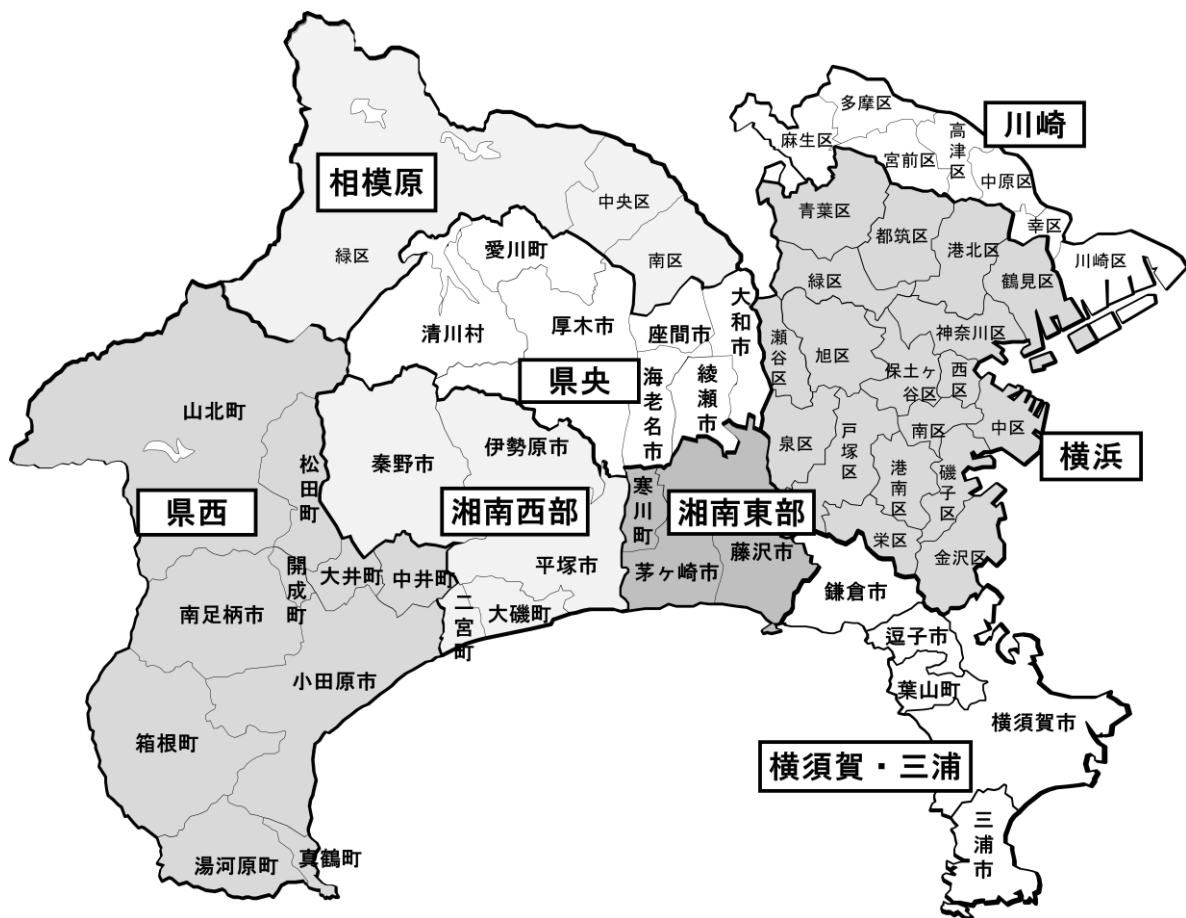 川崎
多摩区
麻生区
高津区
宮前区
中原区
幸区
川崎区
相模原
中央区
緑区
南区
青葉区
都筑区
港北区
鶴見区
緑区
神奈川区
瀬谷区
旭区
保土ヶ谷区
西区
中区
南区
泉区
戸塚区
港南区
磯子区
栄区
金沢区
横浜
愛川町
清川村
厚木市
座間市
大和市
県央
海老名市
綾瀬市
山北町
松田町
県西
開成町
大井町
中井町
南足柄市
小田原市
箱根町
湯河原町
真鶴町
秦野市
伊勢原市
湘南西部
平塚市
二宮町
大磯町
寒川町
湘南東部
茅ヶ崎市
藤沢市
鎌倉市
逗子市
葉山町
横須賀市
横須賀・三浦
三浦市